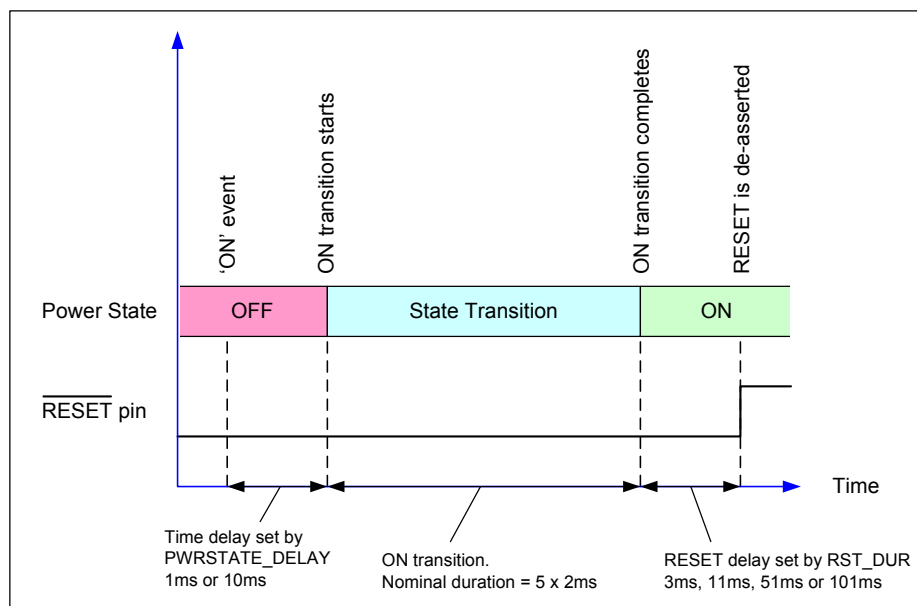 'ON' event
ON transition starts
ON transition completes
RESET is de-asserted
Power State
OFF
State Transition
ON
RESET pin
Time
Time delay set by
PWRSTATE_DELAY
1ms or 10ms
ON transition.
Nominal duration = 5 x 2ms
RESET delay set by RST_DUR
3ms, 11ms, 51ms or 101ms